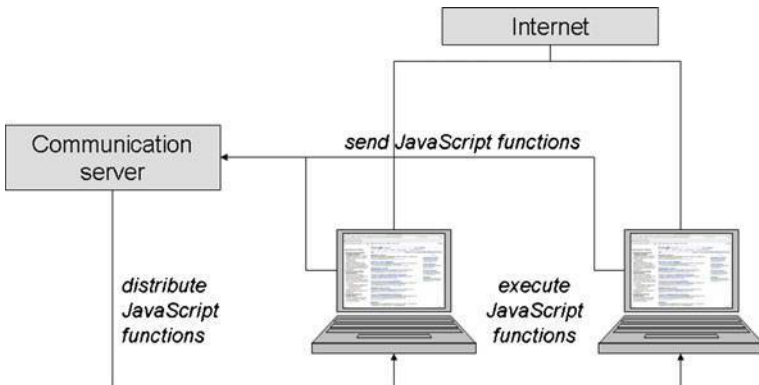 Internet
send JavaScript functions
Communication
server
distribute
JavaScript
functions
execute
JavaScript
functions